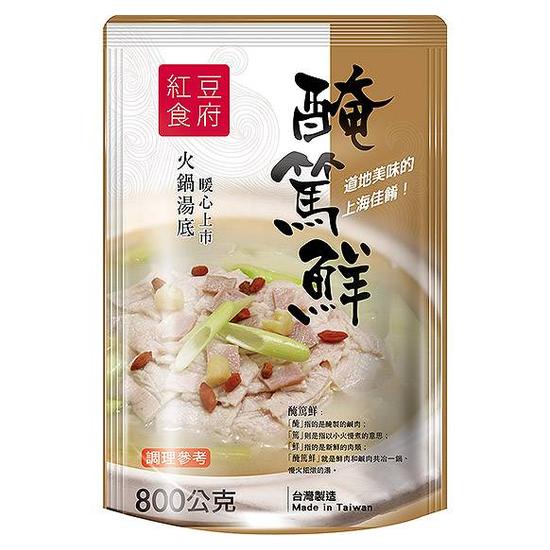 紅豆
食府
火鍋湯底
暖心上市
醃篤鮮
道地美味的
上海佳餚！
醃篤鮮：
「醃」指的是醃製的鹹肉；
「篤」則是指以小火慢煮的意思；
「鮮」指的是新鮮的肉類；
「醃篤鮮」就是鮮肉和鹹肉共冶一鍋、
慢火細燉的湯。
調理參考
800公克
台灣製造
Made in Taiwan